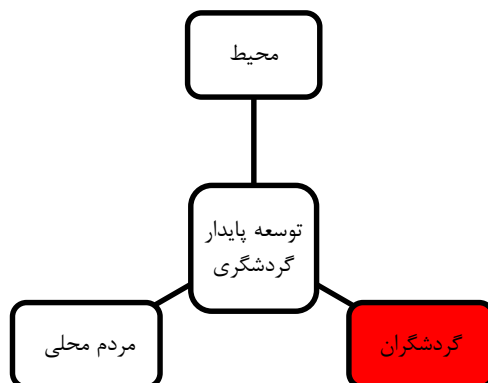 محیط
توسعه پایدار
گردشگری
گردشگران
مردم محلی